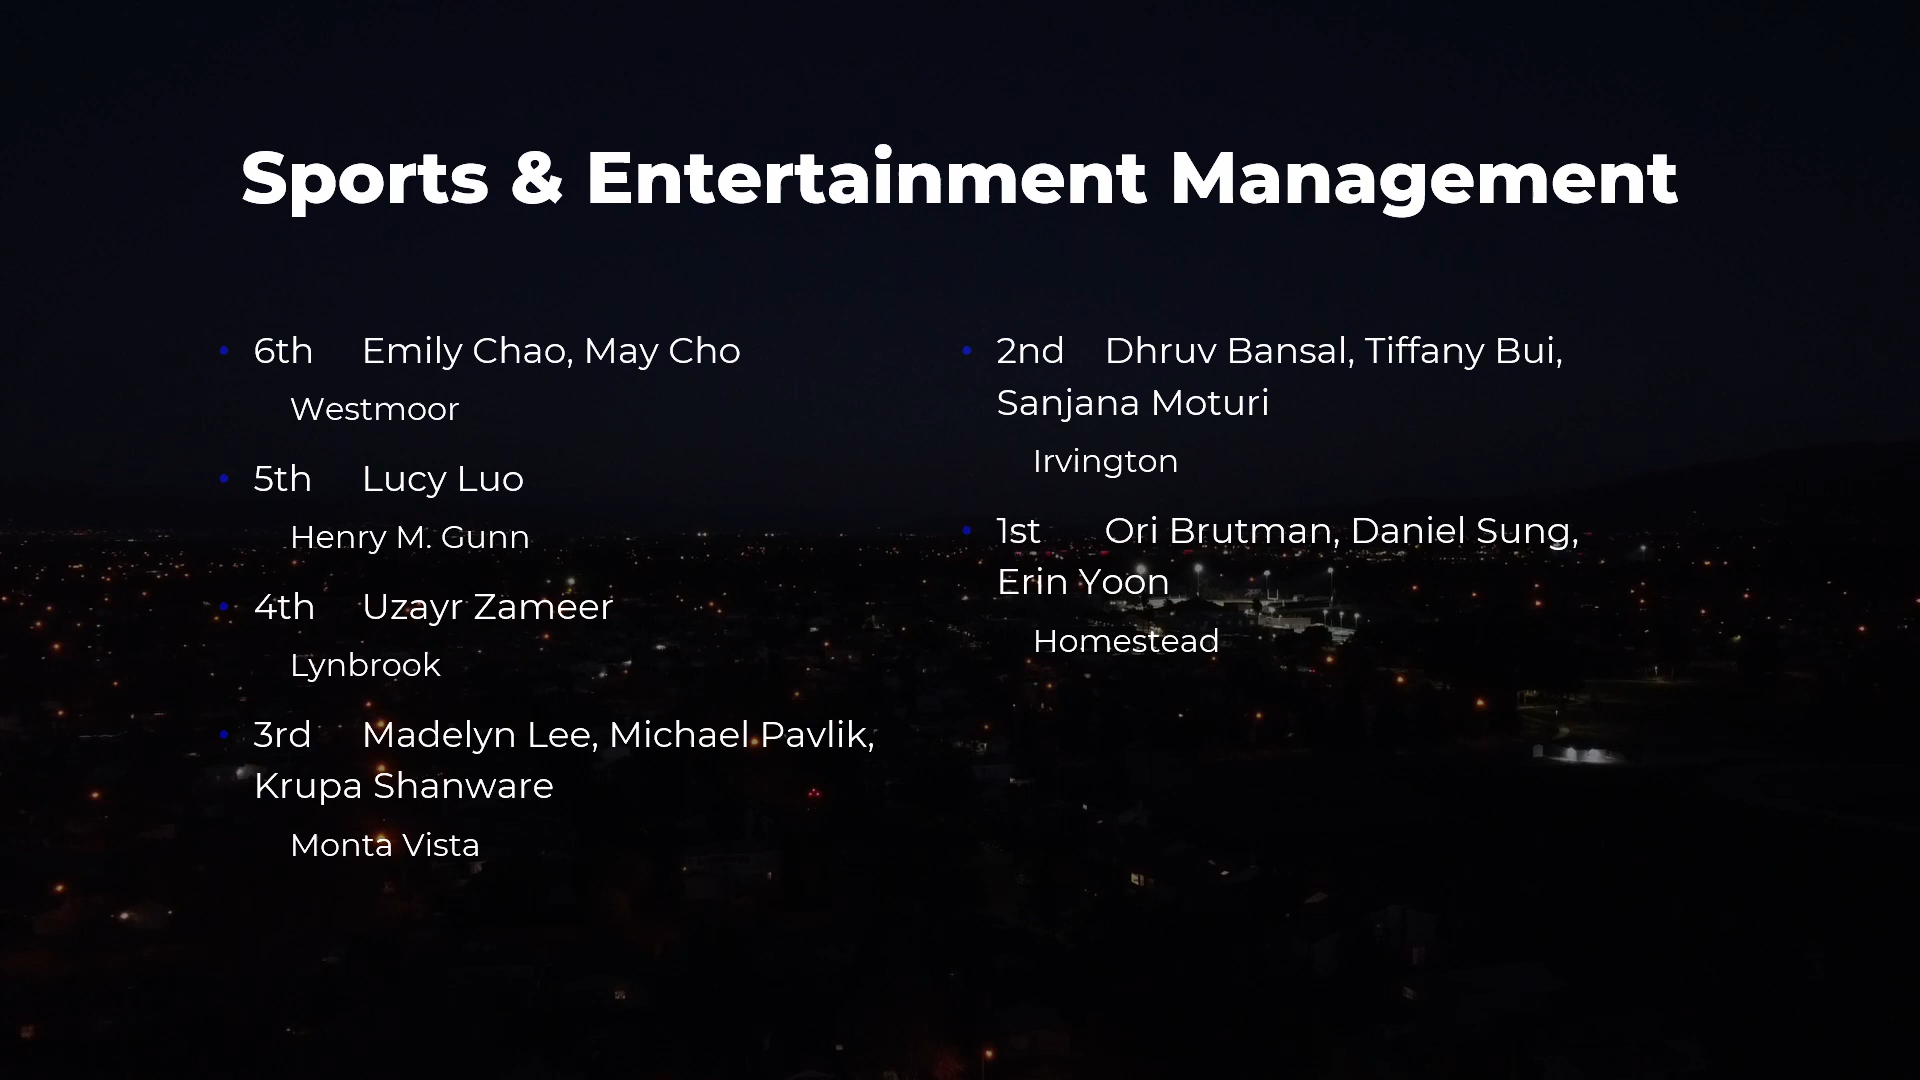 Sports & Entertainment Management
• 6th Emily Chao, May Cho
Westmoor
• 5th Lucy Luo
Henry M. Gunn
• 4th Uzayr Zameer
Lynbrook
• 3rd Madelyn Lee, Michael Pavlik,
Krupa Shanware
Monta Vista
• 2nd Dhruv Bansal, Tiffany Bui,
Sanjana Moturi
Irvington
• 1st Ori Brutman, Daniel Sung,
Erin Yoon
Homestead